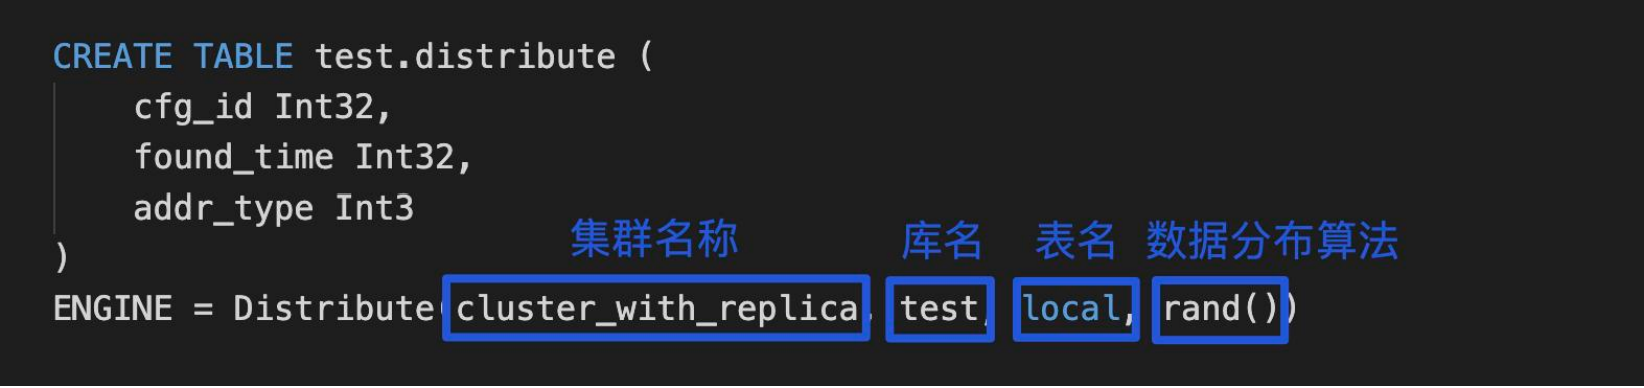 CREATE TABLE test.distribute (
cfg_id Int32,
found_time Int32,
addr_type Int3
)
集群名称 库名 表名 数据分布算法
ENGINE = Distribute(cluster_with_replica, test, local, rand())